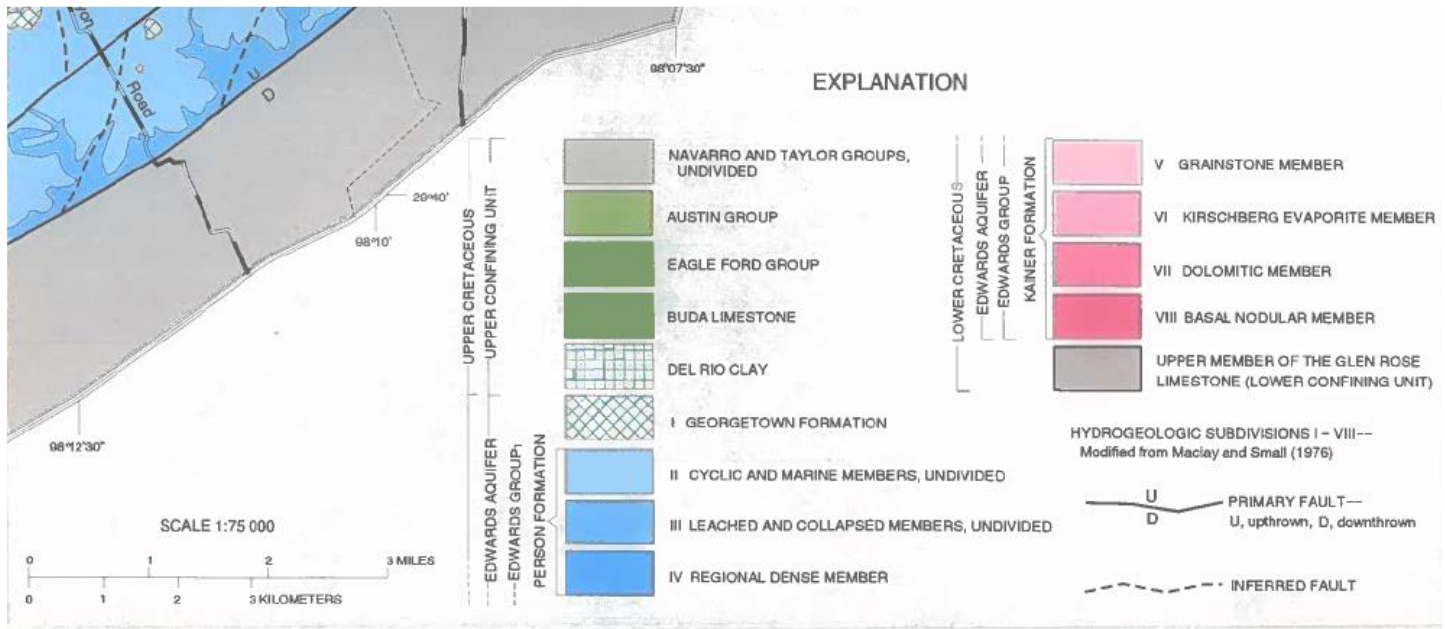 yon
Road
U
D
98°07'30"
29°40'
98°10'
98°12'30"
SCALE 1:75 000
0 1 2 3 MILES
0 1 2 3 KILOMETERS
EXPLANATION
UPPER CRETACEOUS
UPPER CONFINING UNIT
NAVARRO AND TAYLOR GROUPS,
UNDIVIDED
AUSTIN GROUP
EAGLE FORD GROUP
BUDA LIMESTONE
DEL RIO CLAY
EDWARDS AQUIFER
EDWARDS GROUP
PERSON FORMATION
I GEORGETOWN FORMATION
II CYCLIC AND MARINE MEMBERS, UNDIVIDED
III LEACHED AND COLLAPSED MEMBERS, UNDIVIDED
IV REGIONAL DENSE MEMBER
LOWER CRETACEOUS
EDWARDS AQUIFER
EDWARDS GROUP
KAINER FORMATION
V GRAINSTONE MEMBER
VI KIRSCHBERG EVAPORITE MEMBER
VII DOLOMITIC MEMBER
VIII BASAL NODULAR MEMBER
UPPER MEMBER OF THE GLEN ROSE
LIMESTONE (LOWER CONFINING UNIT)
HYDROGEOLOGIC SUBDIVISIONS I - VIII--
Modified from Maclay and Small (1976)
U
D
PRIMARY FAULT—
U, upthrown, D, downthrown
INFERRED FAULT